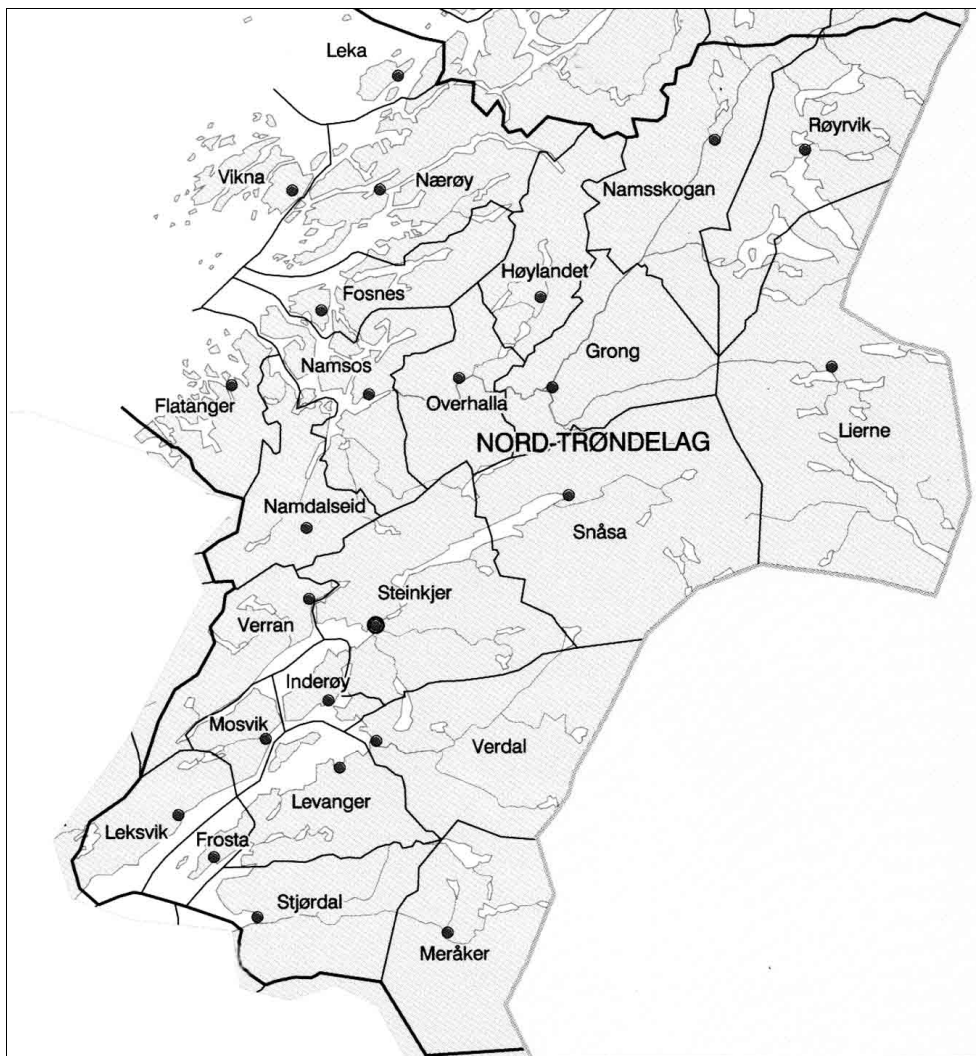 Leka
Røyrvik
Vikna
Nærøy
Namsskogan
Høylandet
Fosnes
Grong
Namsos
Flatanger
Overhalla
Lierne
NORD-TRØNDELAG
Namdalseid
Snåsa
Steinkjer
Verran
Inderøy
Mosvik
Verdal
Levanger
Leksvik
Frosta
Stjørdal
Meråker